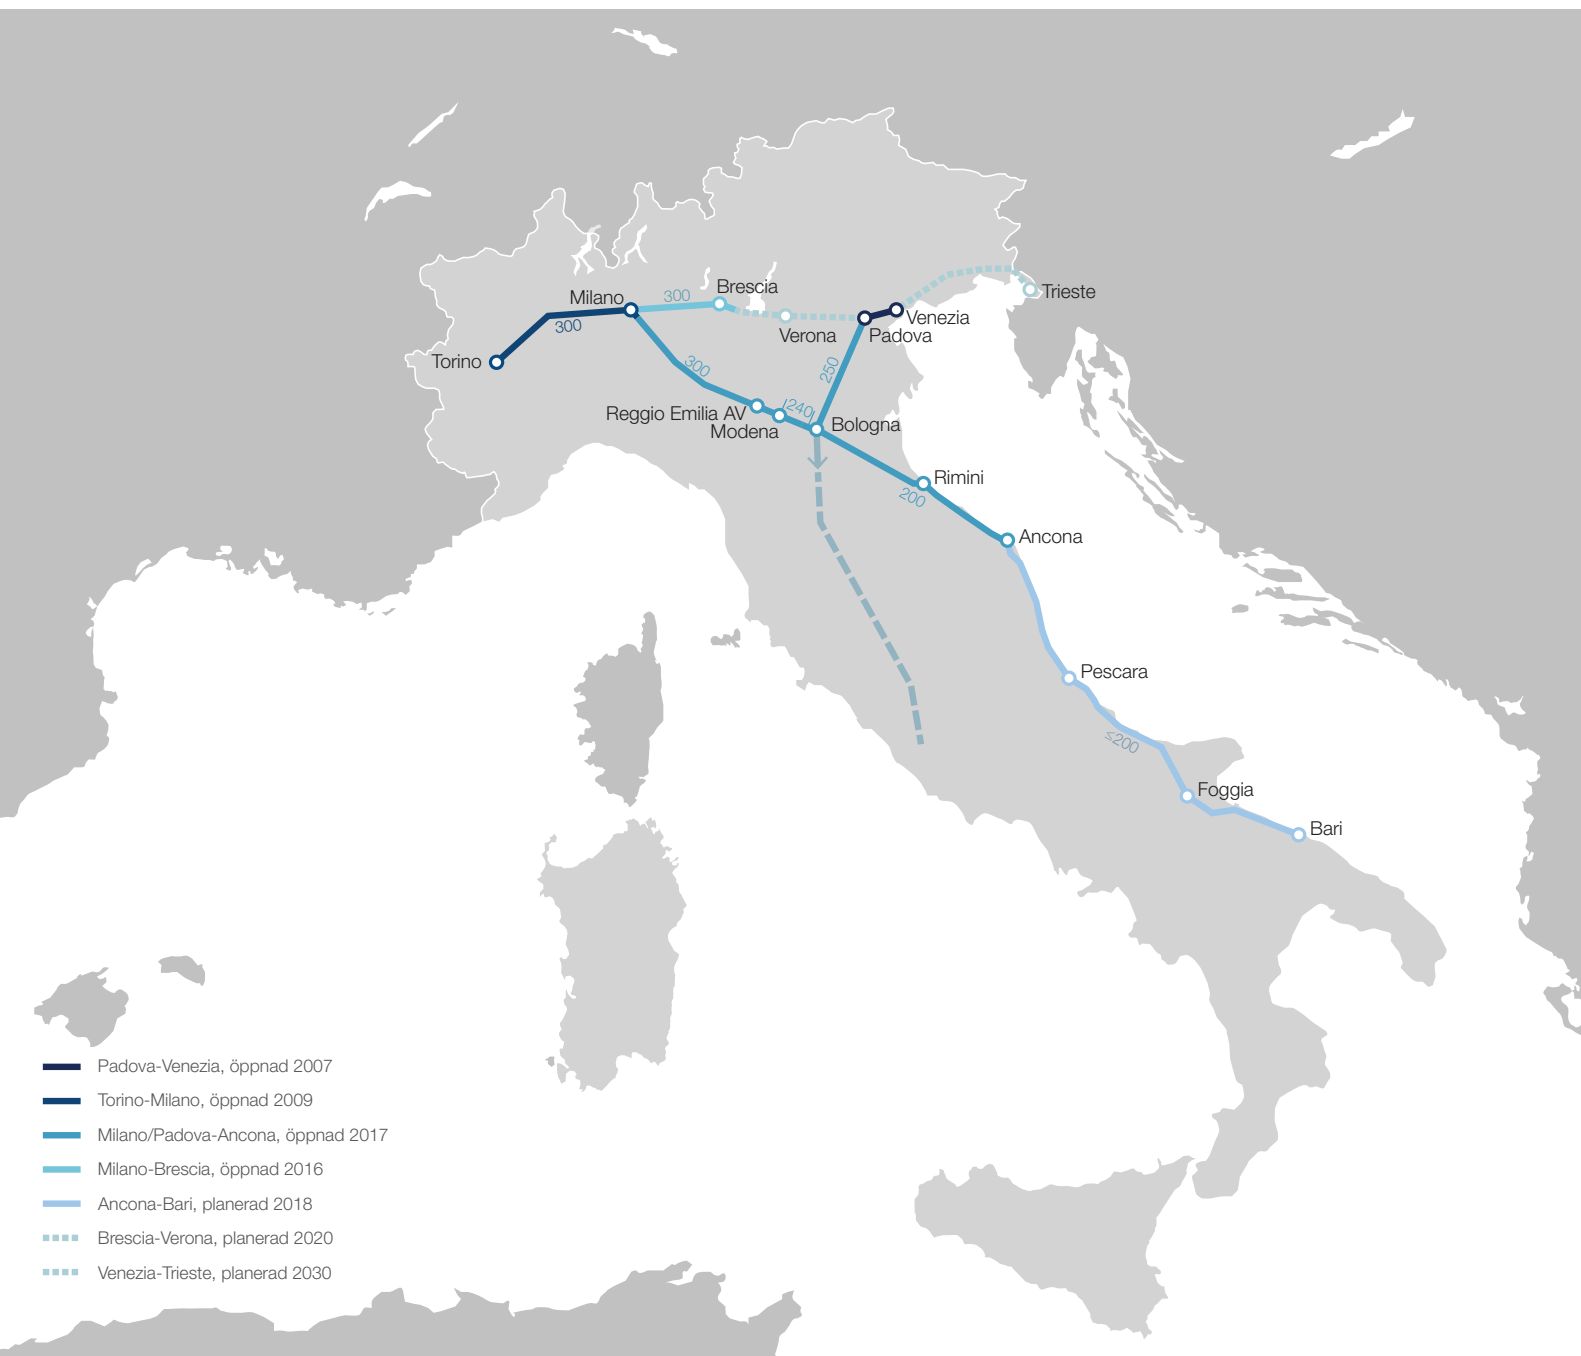 Trieste
Brescia
300
Milano
300
Venezia
Verona
Padova
Torino
300
250
Reggio Emilia AV
240
Modena
Bologna
Rimini
200
Ancona
Pescara
≤200
Foggia
Bari
Padova-Venezia, öppnad 2007
Torino-Milano, öppnad 2009
Milano/Padova-Ancona, öppnad 2017
Milano-Brescia, öppnad 2016
Ancona-Bari, planerad 2018
Brescia-Verona, planerad 2020
Venezia-Trieste, planerad 2030